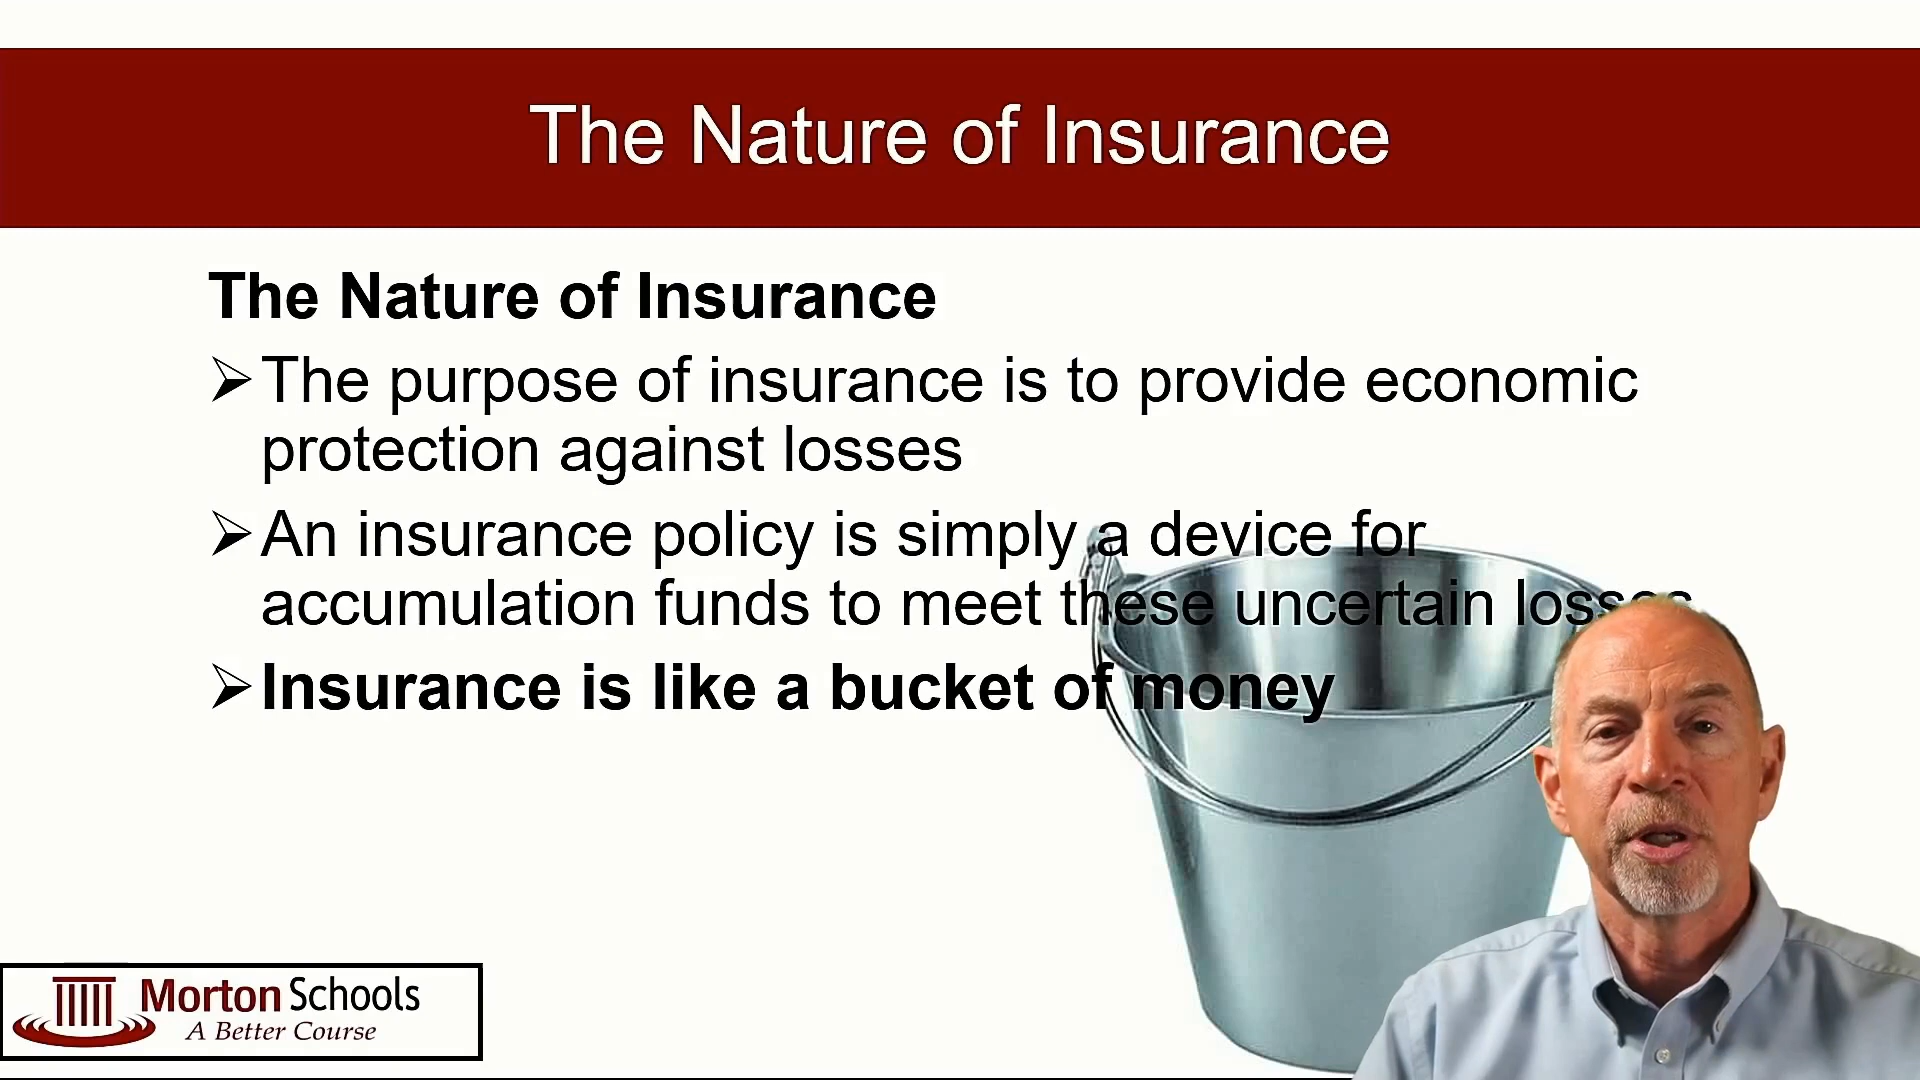 The Nature of Insurance
The Nature of Insurance
The purpose of insurance is to provide economic
protection against losses
An insurance policy is simply a device for
accumulation funds to meet these uncertain losses
Insurance is like a bucket of money
Morton Schools
A Better Course